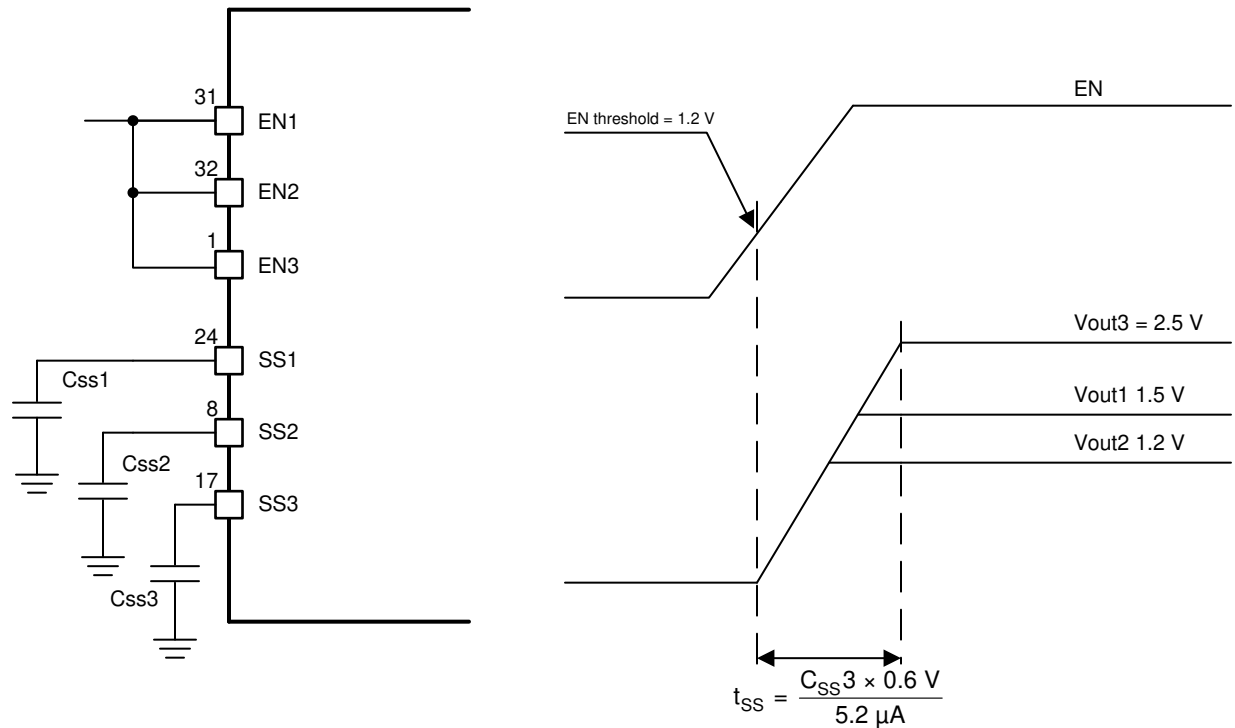 31
EN1
32
EN2
1
EN3
24
SS1
Css1
8
SS2
Css2
17
SS3
Css3
EN threshold = 1.2 V
EN
Vout3 = 2.5 V
Vout1 1.5 V
Vout2 1.2 V
tSS = CSS3 × 0.6 V
5.2 µA